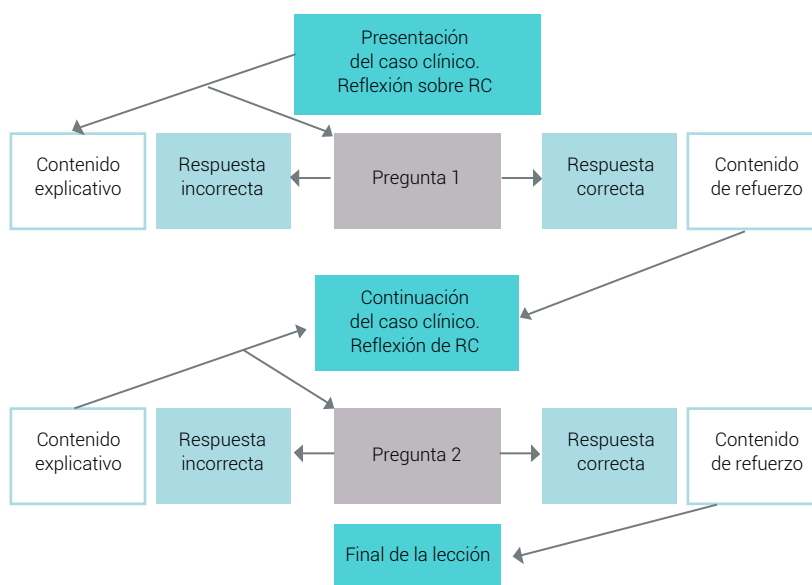 Presentación
del caso clínico.
Reflexión sobre RC
Contenido
explicativo
Respuesta
incorrecta
Pregunta 1
Respuesta
correcta
Contenido
de refuerzo
Continuación
del caso clínico.
Reflexión de RC
Contenido
explicativo
Respuesta
incorrecta
Pregunta 2
Respuesta
correcta
Contenido
de refuerzo
Final de la lección